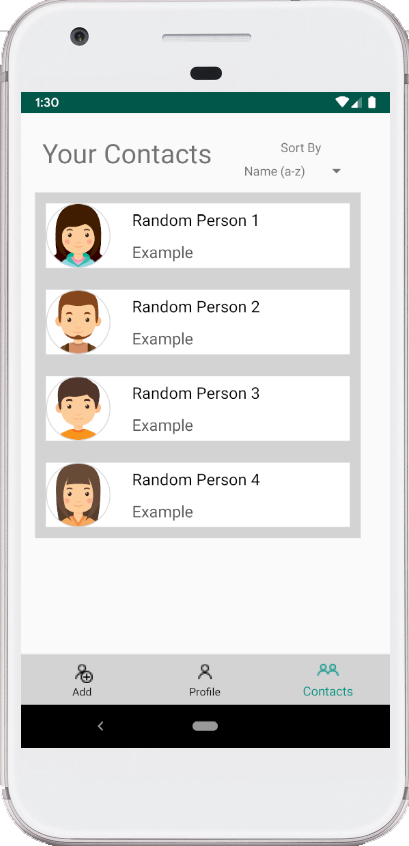 1:30
Your Contacts
Sort By
Name (a-z)
Random Person 1
Example
Random Person 2
Example
Random Person 3
Example
Random Person 4
Example
Add
Profile
Contacts